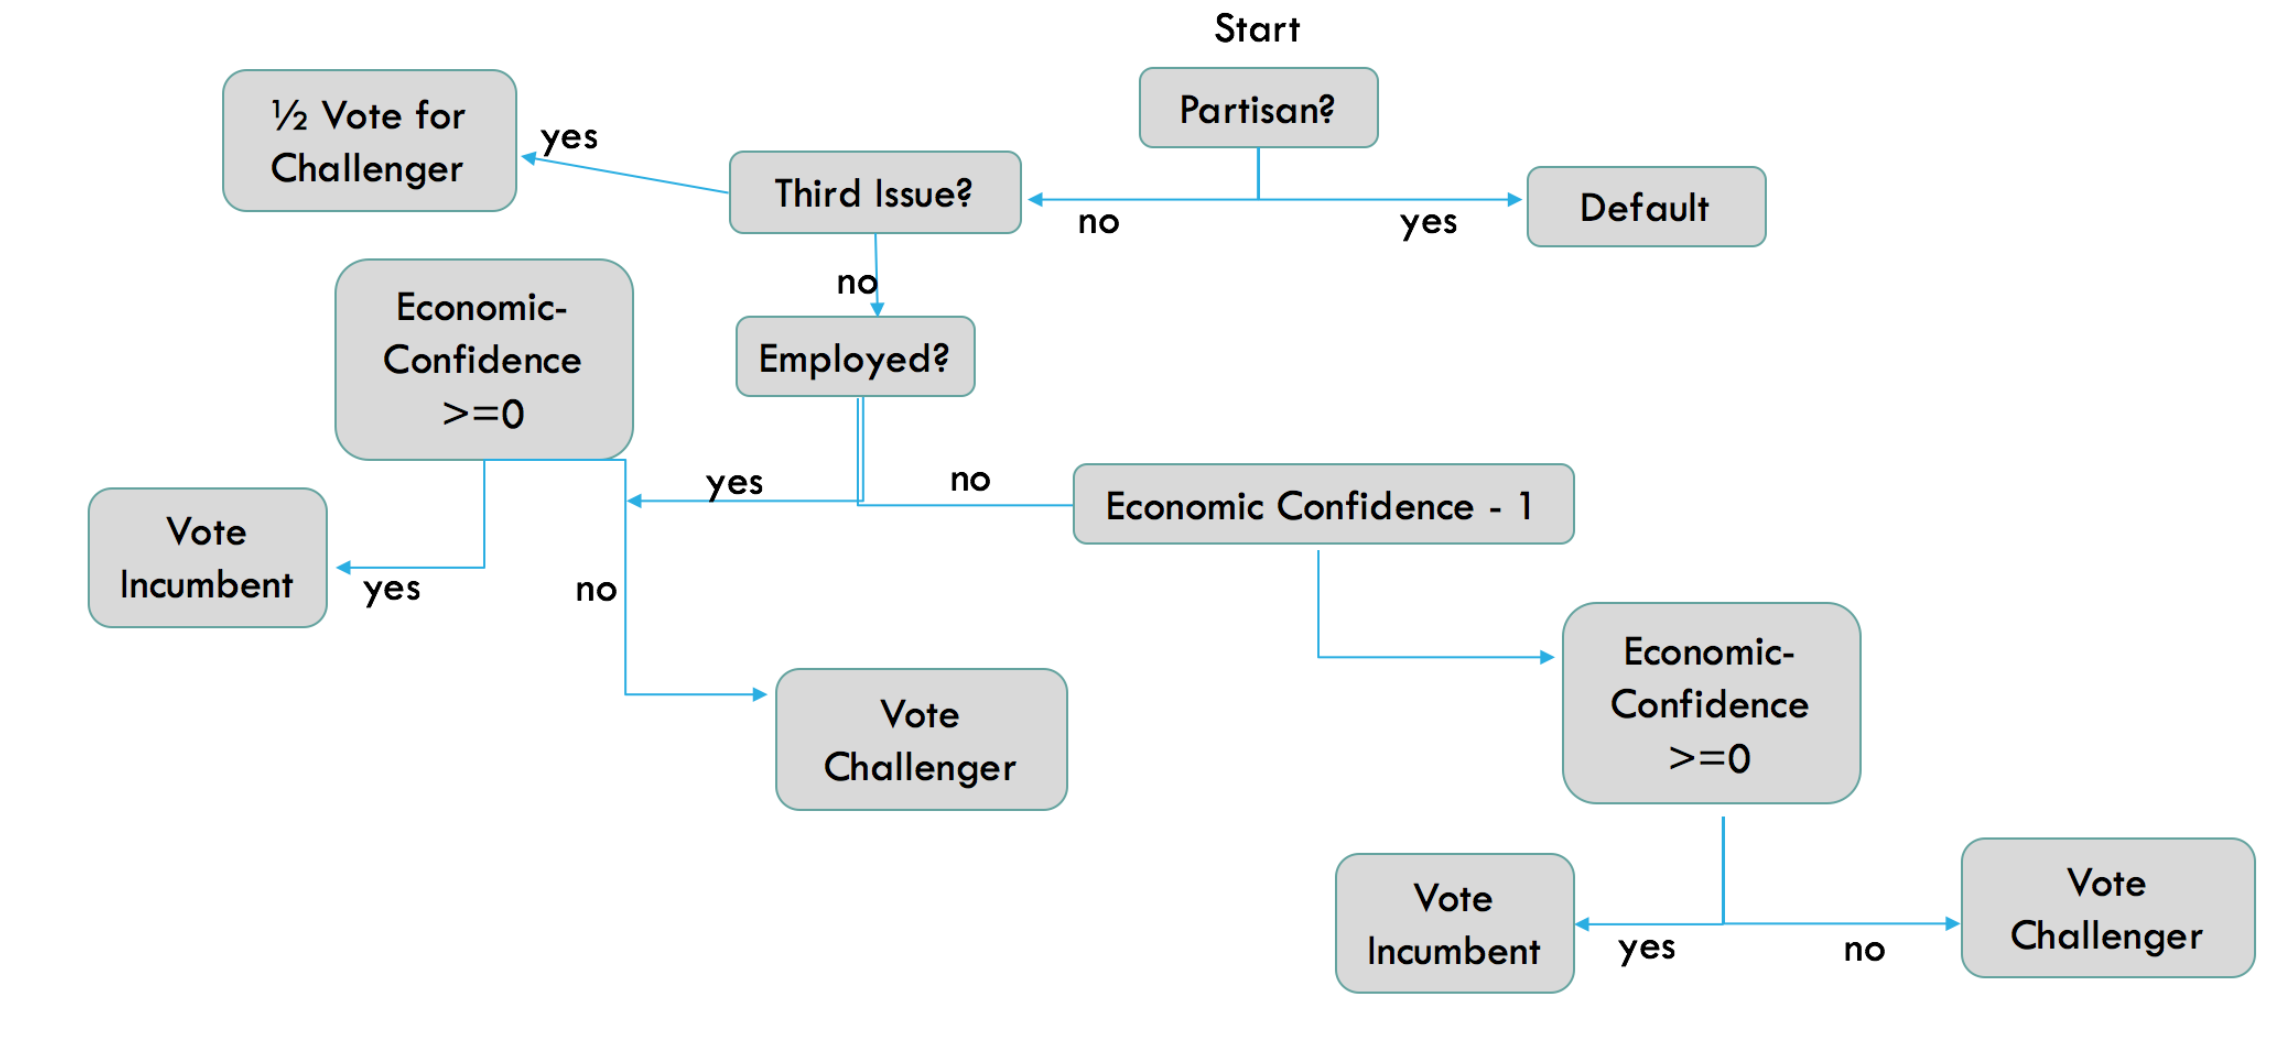 Start
Partisan?
½ Vote for
Challenger
yes
Third Issue?
no
yes
Default
no
Economic-
Confidence
>=0
Employed?
yes
no
Economic Confidence - 1
Vote
Incumbent
yes
no
Vote
Challenger
Economic-
Confidence
>=0
Vote
Incumbent
yes
no
Vote
Challenger